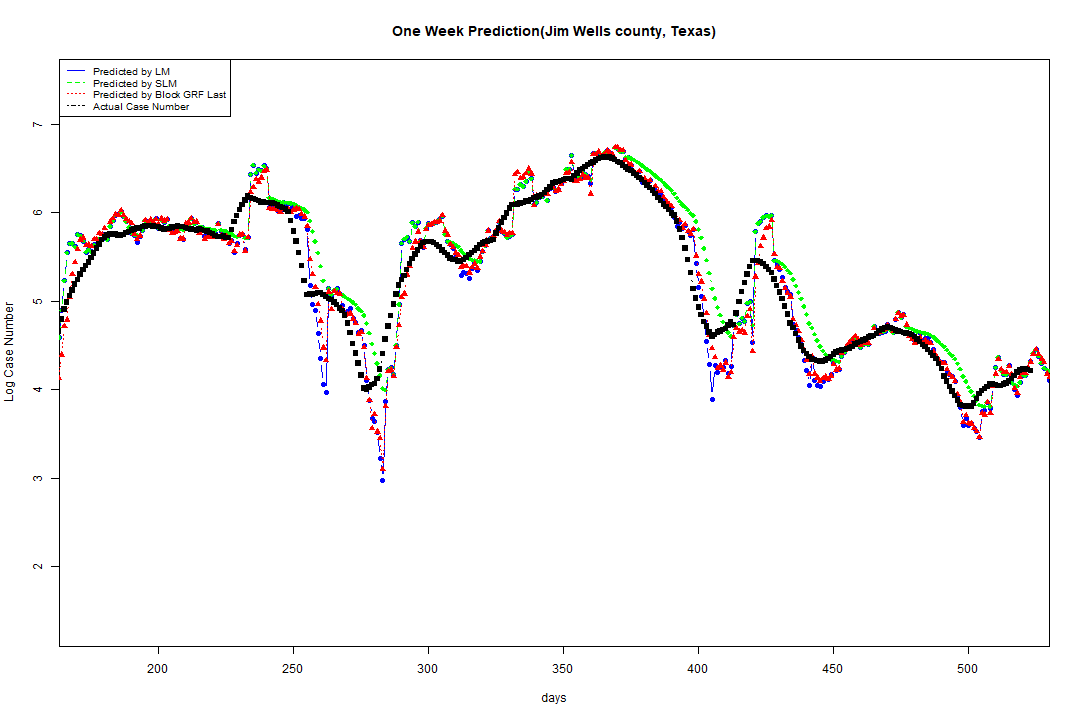 One Week Prediction(Jim Wells county, Texas)
Predicted by LM
Predicted by SLM
Predicted by Block GRF Last
Actual Case Number
Log Case Number
7
6
5
4
3
2
200 250 300 350 400 450 500
days